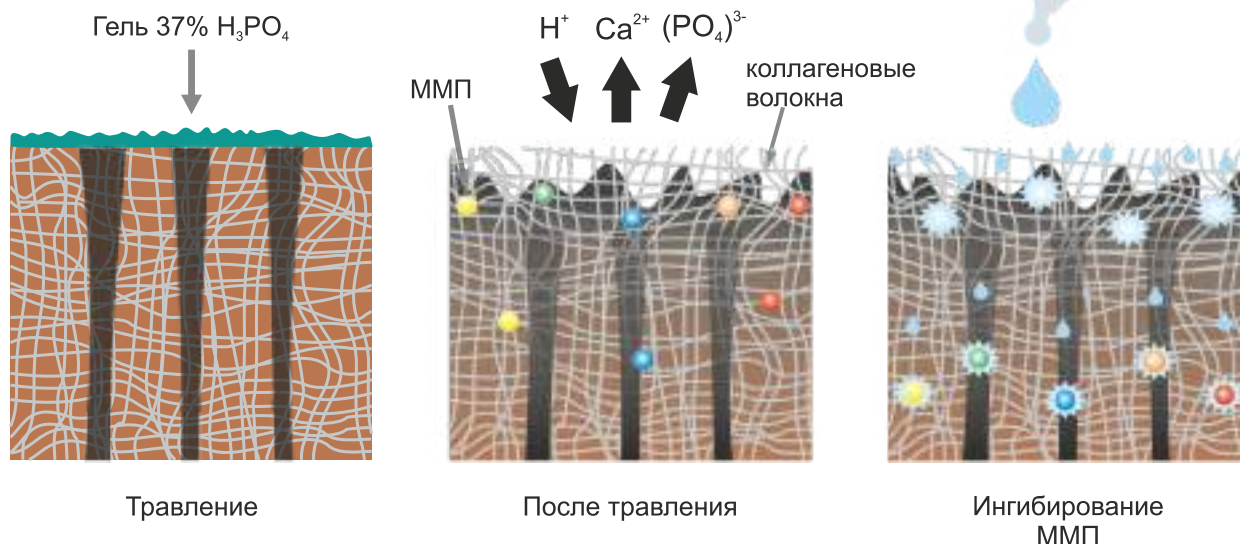 Гель 37% H₃PO₄
H⁺ Ca²⁺ (PO₄)³⁻
ММП
коллагеновые
волокна
Травление
После травления
Ингибирование
ММП